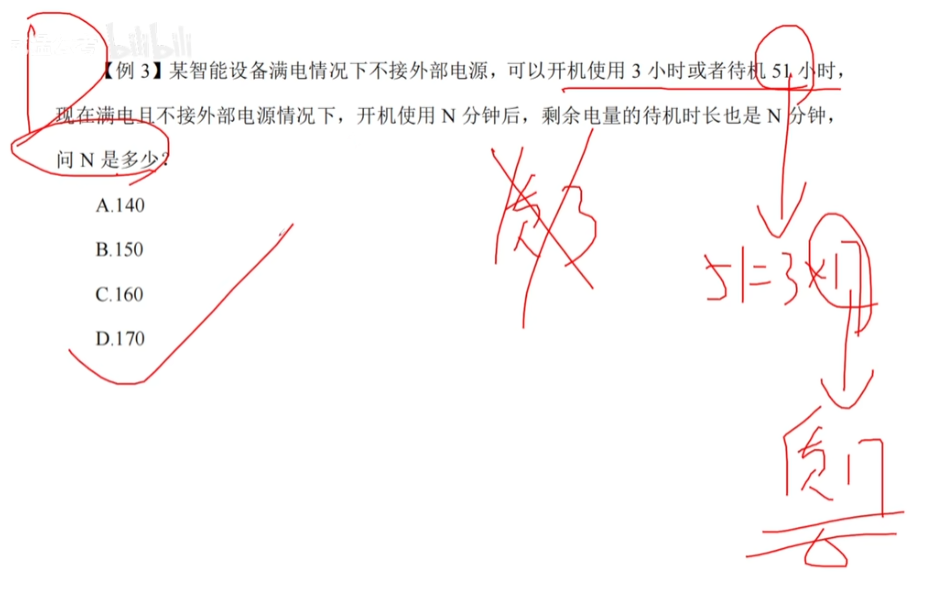 bilibili
【例 3】某智能设备满电情况下不接外部电源，可以开机使用 3 小时或者待机 51 小时，
现在满电且不接外部电源情况下，开机使用 N 分钟后，剩余电量的待机时长也是 N 分钟，
问 N 是多少？
A.140
B.150
C.160
D.170
质3
51=3×17
质17